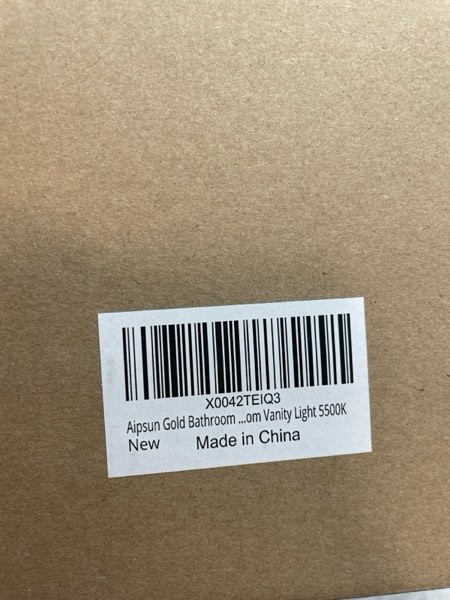 X0042TEIQ3
Aipsun Gold Bathroom ...om Vanity Light 5500K
New Made in China